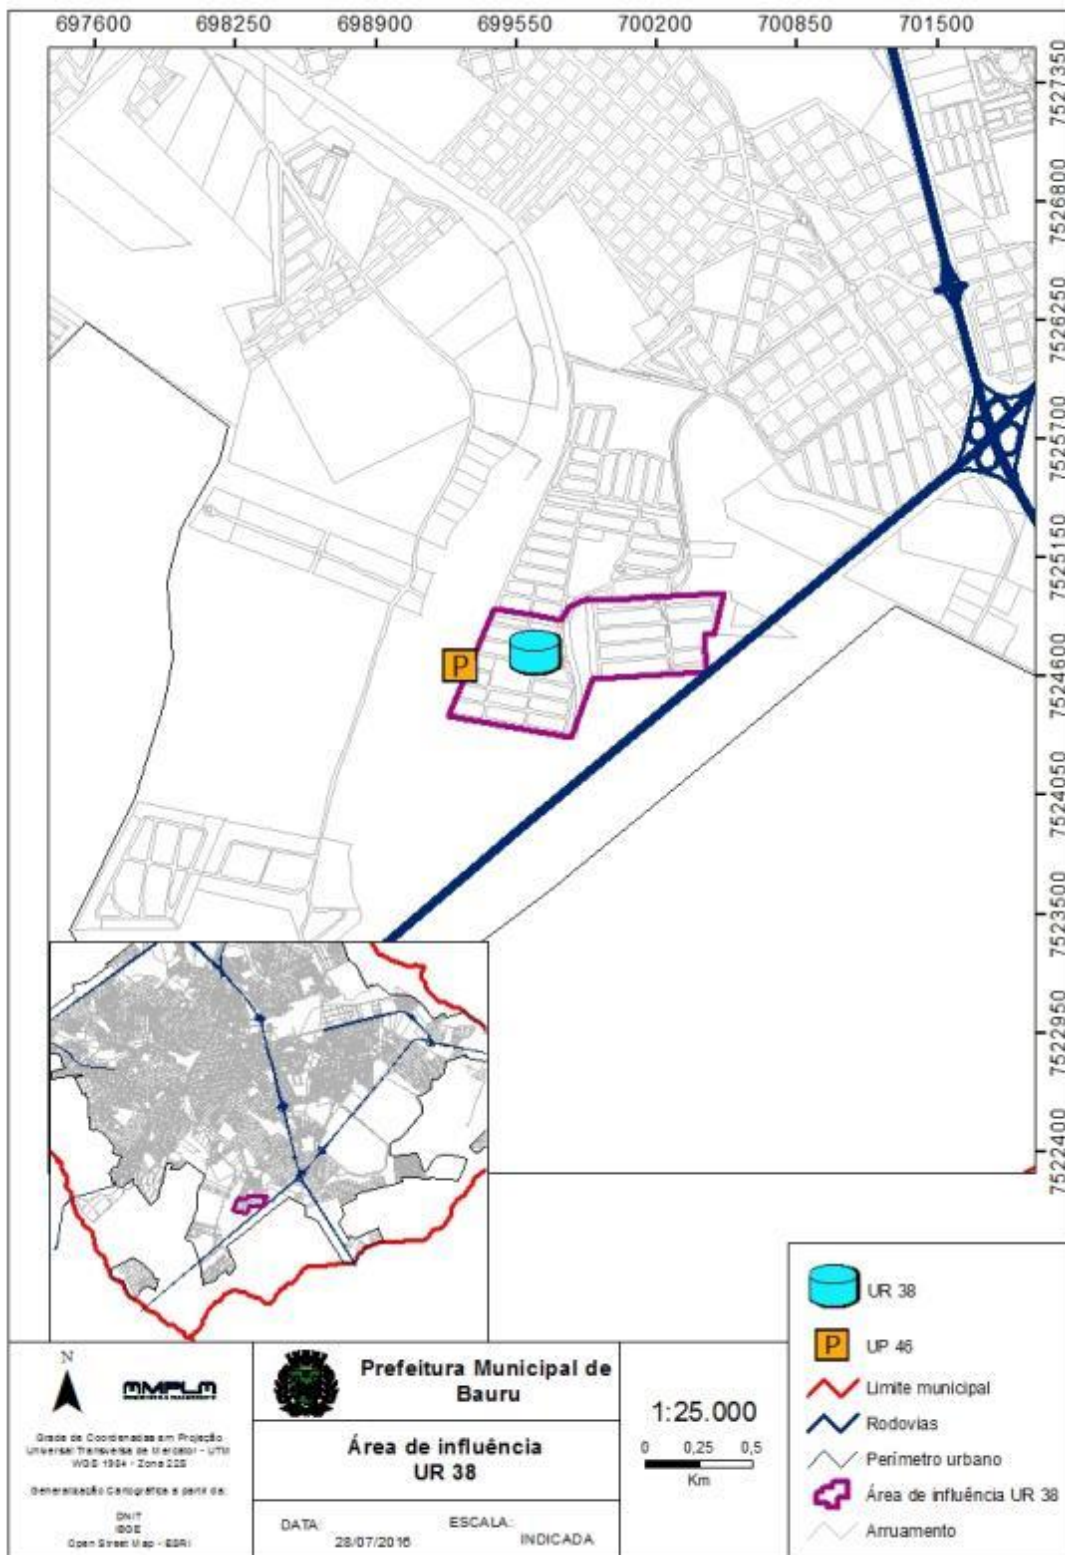 697600 698250 698900 699550 700200 700850 701500
7527350
7526800
7526250
7525700
7525150
7524600
7524050
7523500
7522950
7522400
P
UR 38
P UP 46
Limite municipal
Rodovias
Perímetro urbano
Área de influência UR 38
Arruamento
N
MMPLM
Grade de Coordenadas em Projeção
Universal Transversa de Mercator - UTM
WGS 1984 - Zona 22S
Generalização Cartográfica a partir de:
DNIT
IBGE
Open Street Map - ESRI
Prefeitura Municipal de
Bauru
Área de influência
UR 38
DATA:
28/07/2016
ESCALA:
INDICADA
1:25.000
0 0,25 0,5
Km